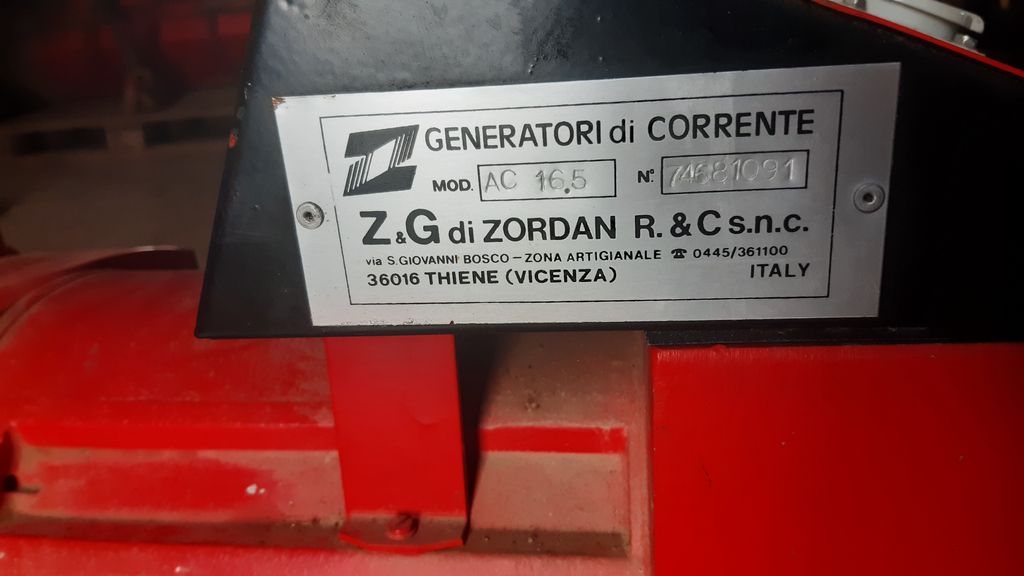 GENERATORI di CORRENTE
MOD. AC 16.5 N° 74681091
Z & G di ZORDAN R. & C s.n.c.
via S. GIOVANNI BOSCO - ZONA ARTIGIANALE ☎ 0445/361100
36016 THIENE (VICENZA) ITALY